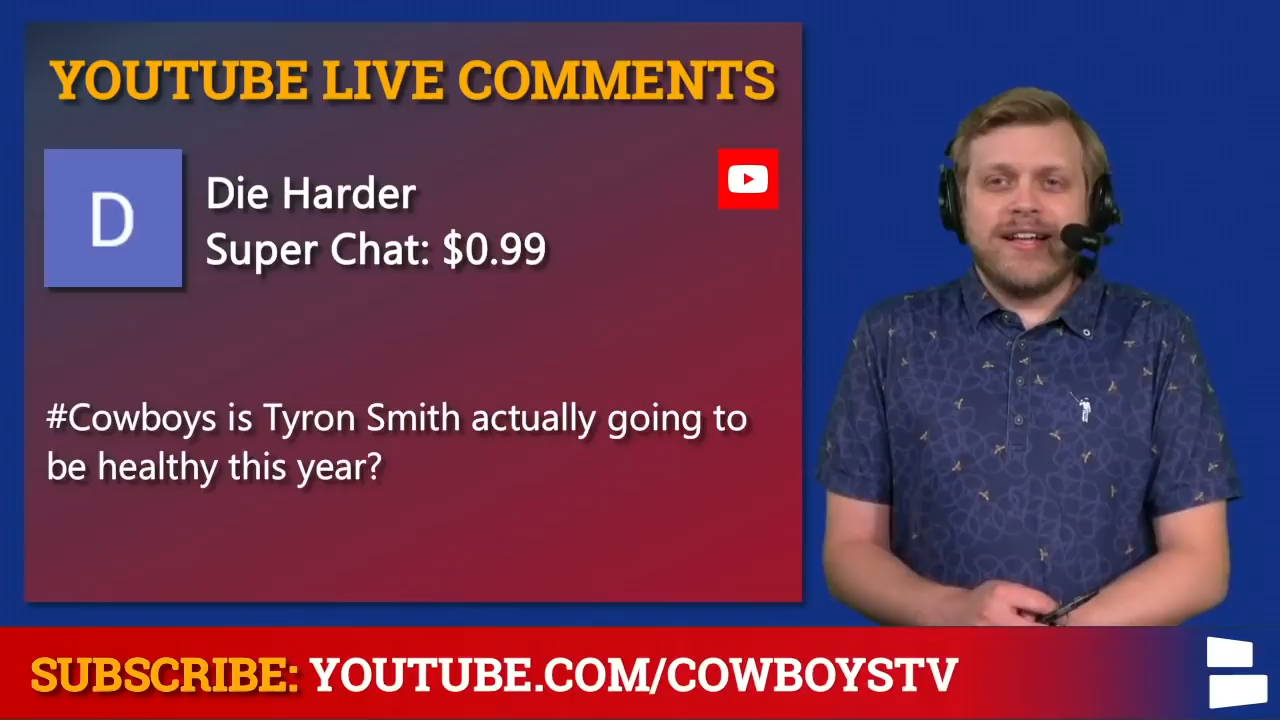 YOUTUBE LIVE COMMENTS
D
Die Harder
Super Chat: $0.99
#Cowboys is Tyron Smith actually going to
be healthy this year?
SUBSCRIBE: YOUTUBE.COM/COWBOYSTV